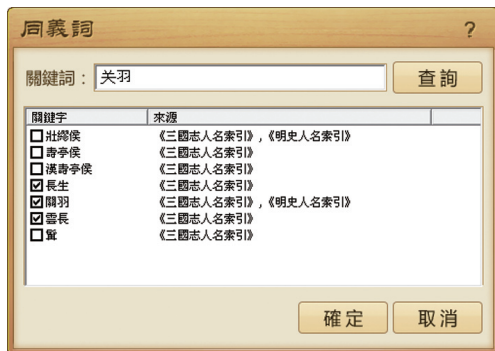 同義詞 ?
關鍵詞： 关羽 查詢
關鍵字 來源
壯繆侯 《三國志人名索引》,《明史人名索引》
壽亭侯 《三國志人名索引》
漢壽亭侯 《三國志人名索引》
長生 《三國志人名索引》
關羽 《三國志人名索引》,《明史人名索引》
雲長 《三國志人名索引》
髯 《三國志人名索引》
確定 取消